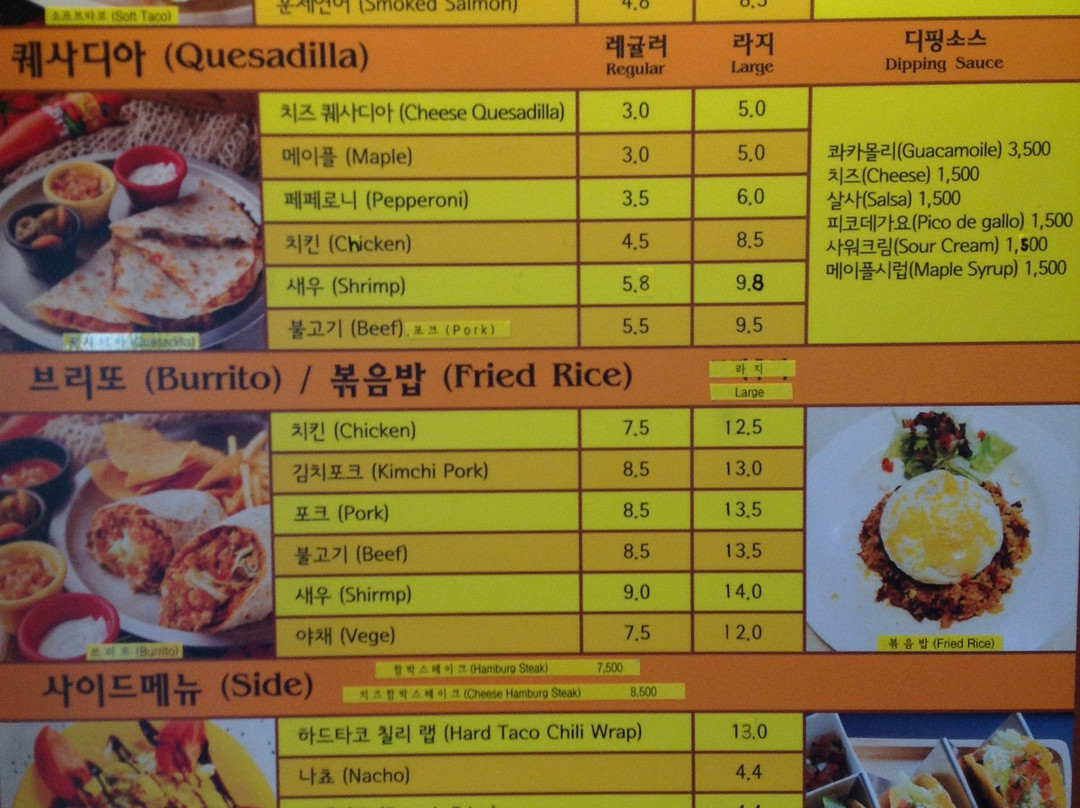 소프트타코 (Soft Taco)
훈제연어 (Smoked Salmon) 4.8 8.5
퀘사디아 (Quesadilla)
레귤러 라지 디핑소스
Regular Large Dipping Sauce
치즈 퀘사디아 (Cheese Quesadilla) 3.0 5.0
메이플 (Maple) 3.0 5.0
페페로니 (Pepperoni) 3.5 6.0
치킨 (Chicken) 4.5 8.5
새우 (Shrimp) 5.8 9.8
불고기 (Beef). 포크 (Pork) 5.5 9.5
콰카몰리(Guacamoile) 3,500
치즈(Cheese) 1,500
살사(Salsa) 1,500
피코데가요(Pico de gallo) 1,500
사워크림(Sour Cream) 1,500
메이플시럽(Maple Syrup) 1,500
퀘사디아 (Quesadilla)
브리또 (Burrito) / 볶음밥 (Fried Rice)
라지
Large
치킨 (Chicken) 7.5 12.5
김치포크 (Kimchi Pork) 8.5 13.0
포크 (Pork) 8.5 13.5
불고기 (Beef) 8.5 13.5
새우 (Shirmp) 9.0 14.0
야채 (Vege) 7.5 12.0
브리또 (Burrito)
볶음밥 (Fried Rice)
사이드메뉴 (Side)
함박스테이크 (Hamburg Steak) 7,500
치즈함박스테이크 (Cheese Hamburg Steak) 8,500
하드타코 칠리 랩 (Hard Taco Chili Wrap) 13.0
나쵸 (Nacho) 4.4